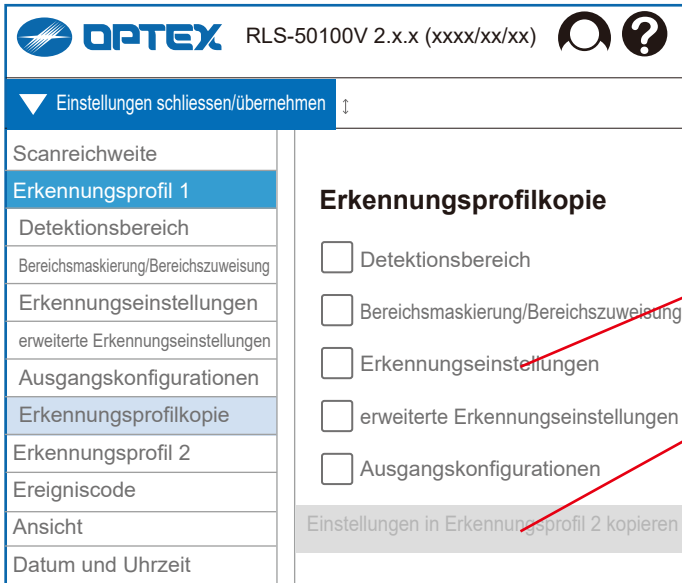 OPTEX RLS-50100V 2.x.x (xxxx/xx/xx) ?
Einstellungen schliessen/übernehmen
Scanreichweite
Erkennungsprofil 1
Detektionsbereich
Bereichsmaskierung/Bereichszuweisung
Erkennungseinstellungen
erweiterte Erkennungseinstellungen
Ausgangskonfigurationen
Erkennungsprofilkopie
Erkennungsprofil 2
Ereigniscode
Ansicht
Datum und Uhrzeit
Erkennungsprofilkopie
Detektionsbereich
Bereichsmaskierung/Bereichszuweisung
Erkennungseinstellungen
erweiterte Erkennungseinstellungen
Ausgangskonfigurationen
Einstellungen in Erkennungsprofil 2 kopieren